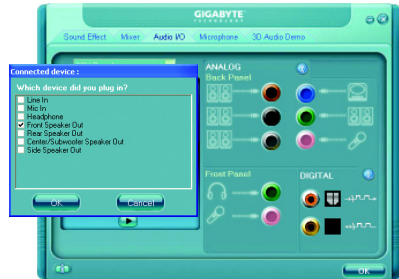 GIGABYTE
TECHNOLOGY
Sound Effect Mixer Audio I/O Microphone 3D Audio Demo
Connected device :
Which device did you plug in?
Line In
Mic In
Headphone
Front Speaker Out
Rear Speaker Out
Center/Subwoofer Speaker Out
Side Speaker Out
OK
Cancel
ANALOG
Back Panel
Front Panel
DIGITAL
OK